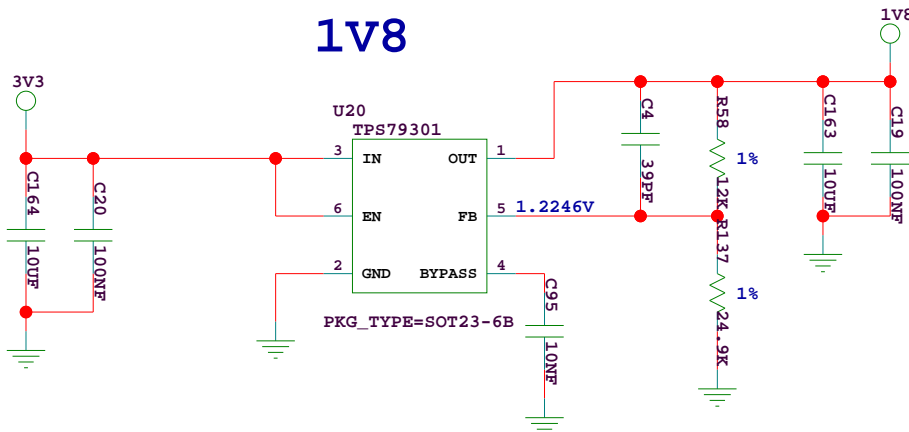 1V8
1V8
3V3
U20
TPS79301
3
IN
OUT
1
6
EN
FB
5
1.2246V
2
GND
BYPASS
4
PKG_TYPE=SOT23-6B
C164
10UF
C20
100NF
C95
10NF
C4
39PF
R58
1%
12K
R137
1%
24.9K
C163
10UF
C19
100NF